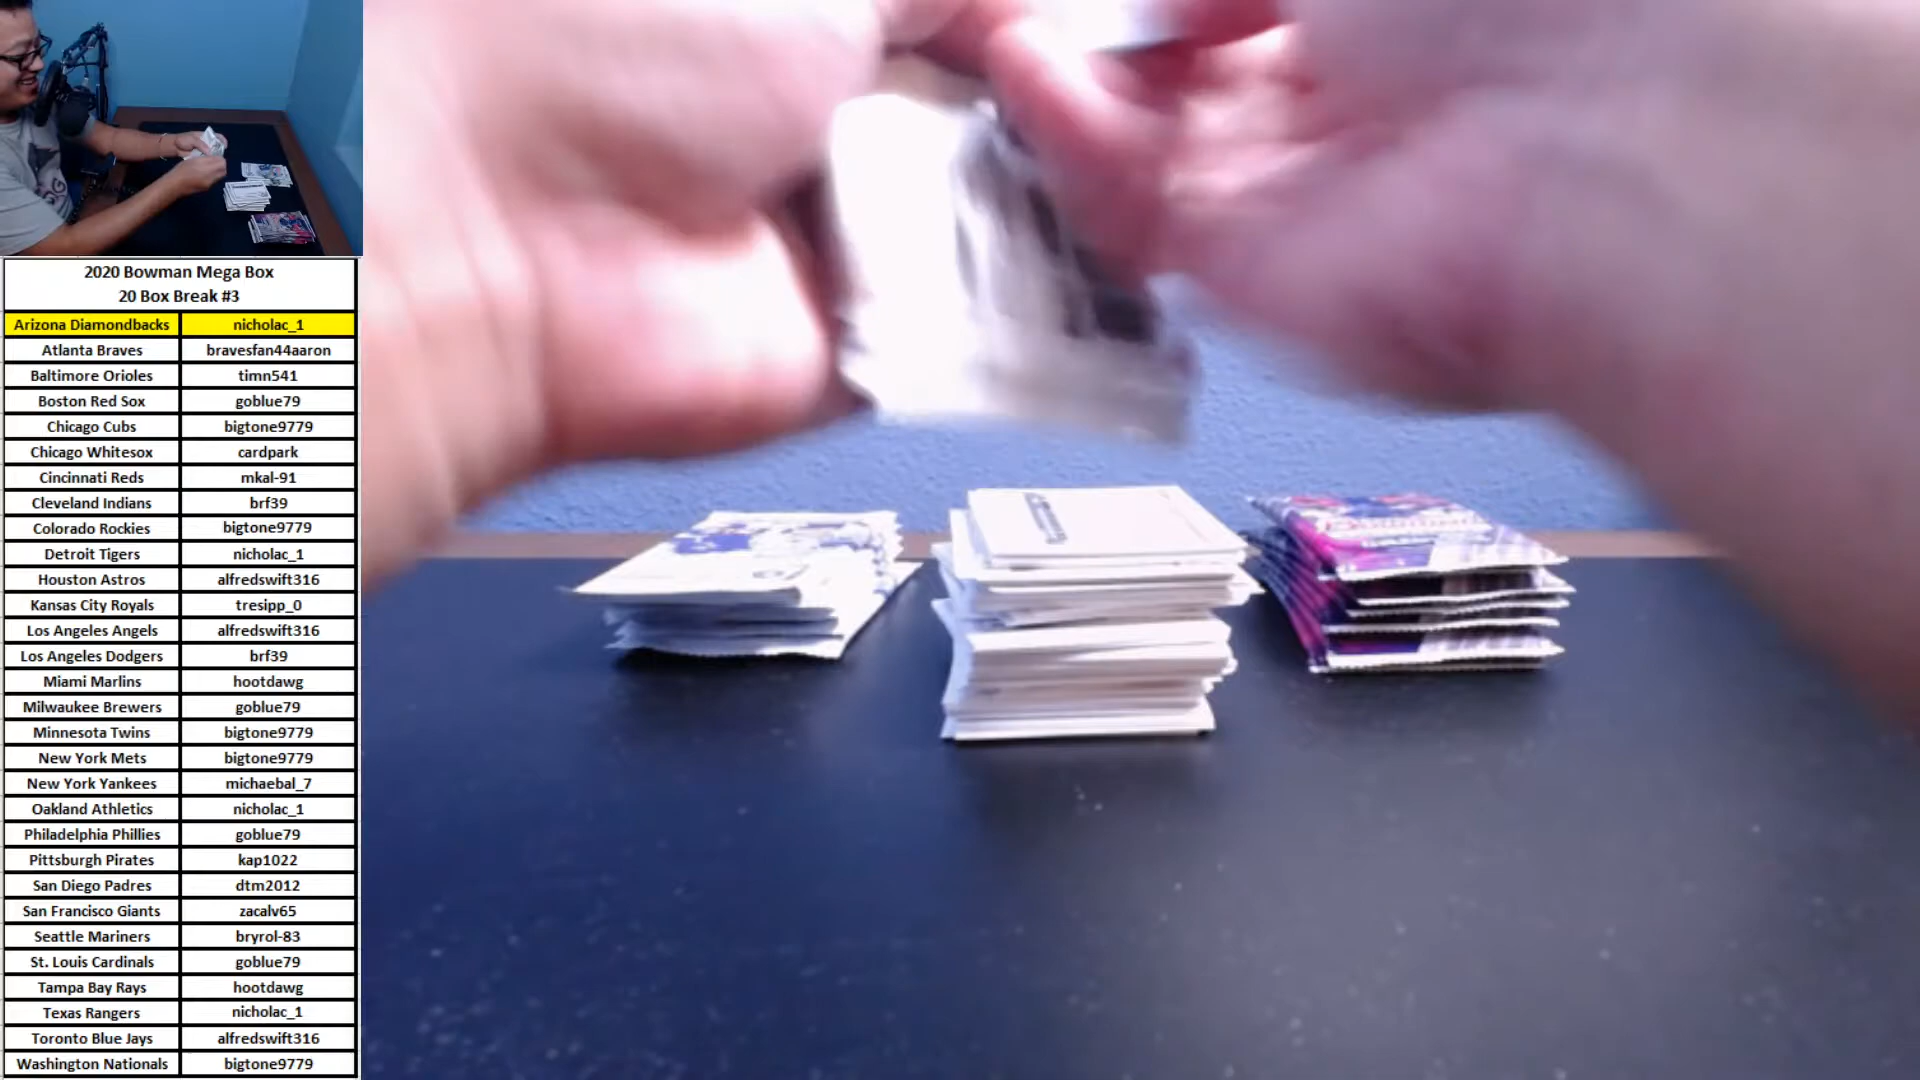 2020 Bowman Mega Box
20 Box Break #3
Arizona Diamondbacks nicholac_1
Atlanta Braves bravesfan44aaron
Baltimore Orioles timn541
Boston Red Sox goblue79
Chicago Cubs bigtone9779
Chicago Whitesox cardpark
Cincinnati Reds mkal-91
Cleveland Indians brf39
Colorado Rockies bigtone9779
Detroit Tigers nicholac_1
Houston Astros alfredswift316
Kansas City Royals tresipp_0
Los Angeles Angels alfredswift316
Los Angeles Dodgers brf39
Miami Marlins hootdawg
Milwaukee Brewers goblue79
Minnesota Twins bigtone9779
New York Mets bigtone9779
New York Yankees michaebal_7
Oakland Athletics nicholac_1
Philadelphia Phillies goblue79
Pittsburgh Pirates kap1022
San Diego Padres dtm2012
San Francisco Giants zacalv65
Seattle Mariners bryrol-83
St. Louis Cardinals goblue79
Tampa Bay Rays hootdawg
Texas Rangers nicholac_1
Toronto Blue Jays alfredswift316
Washington Nationals bigtone9779